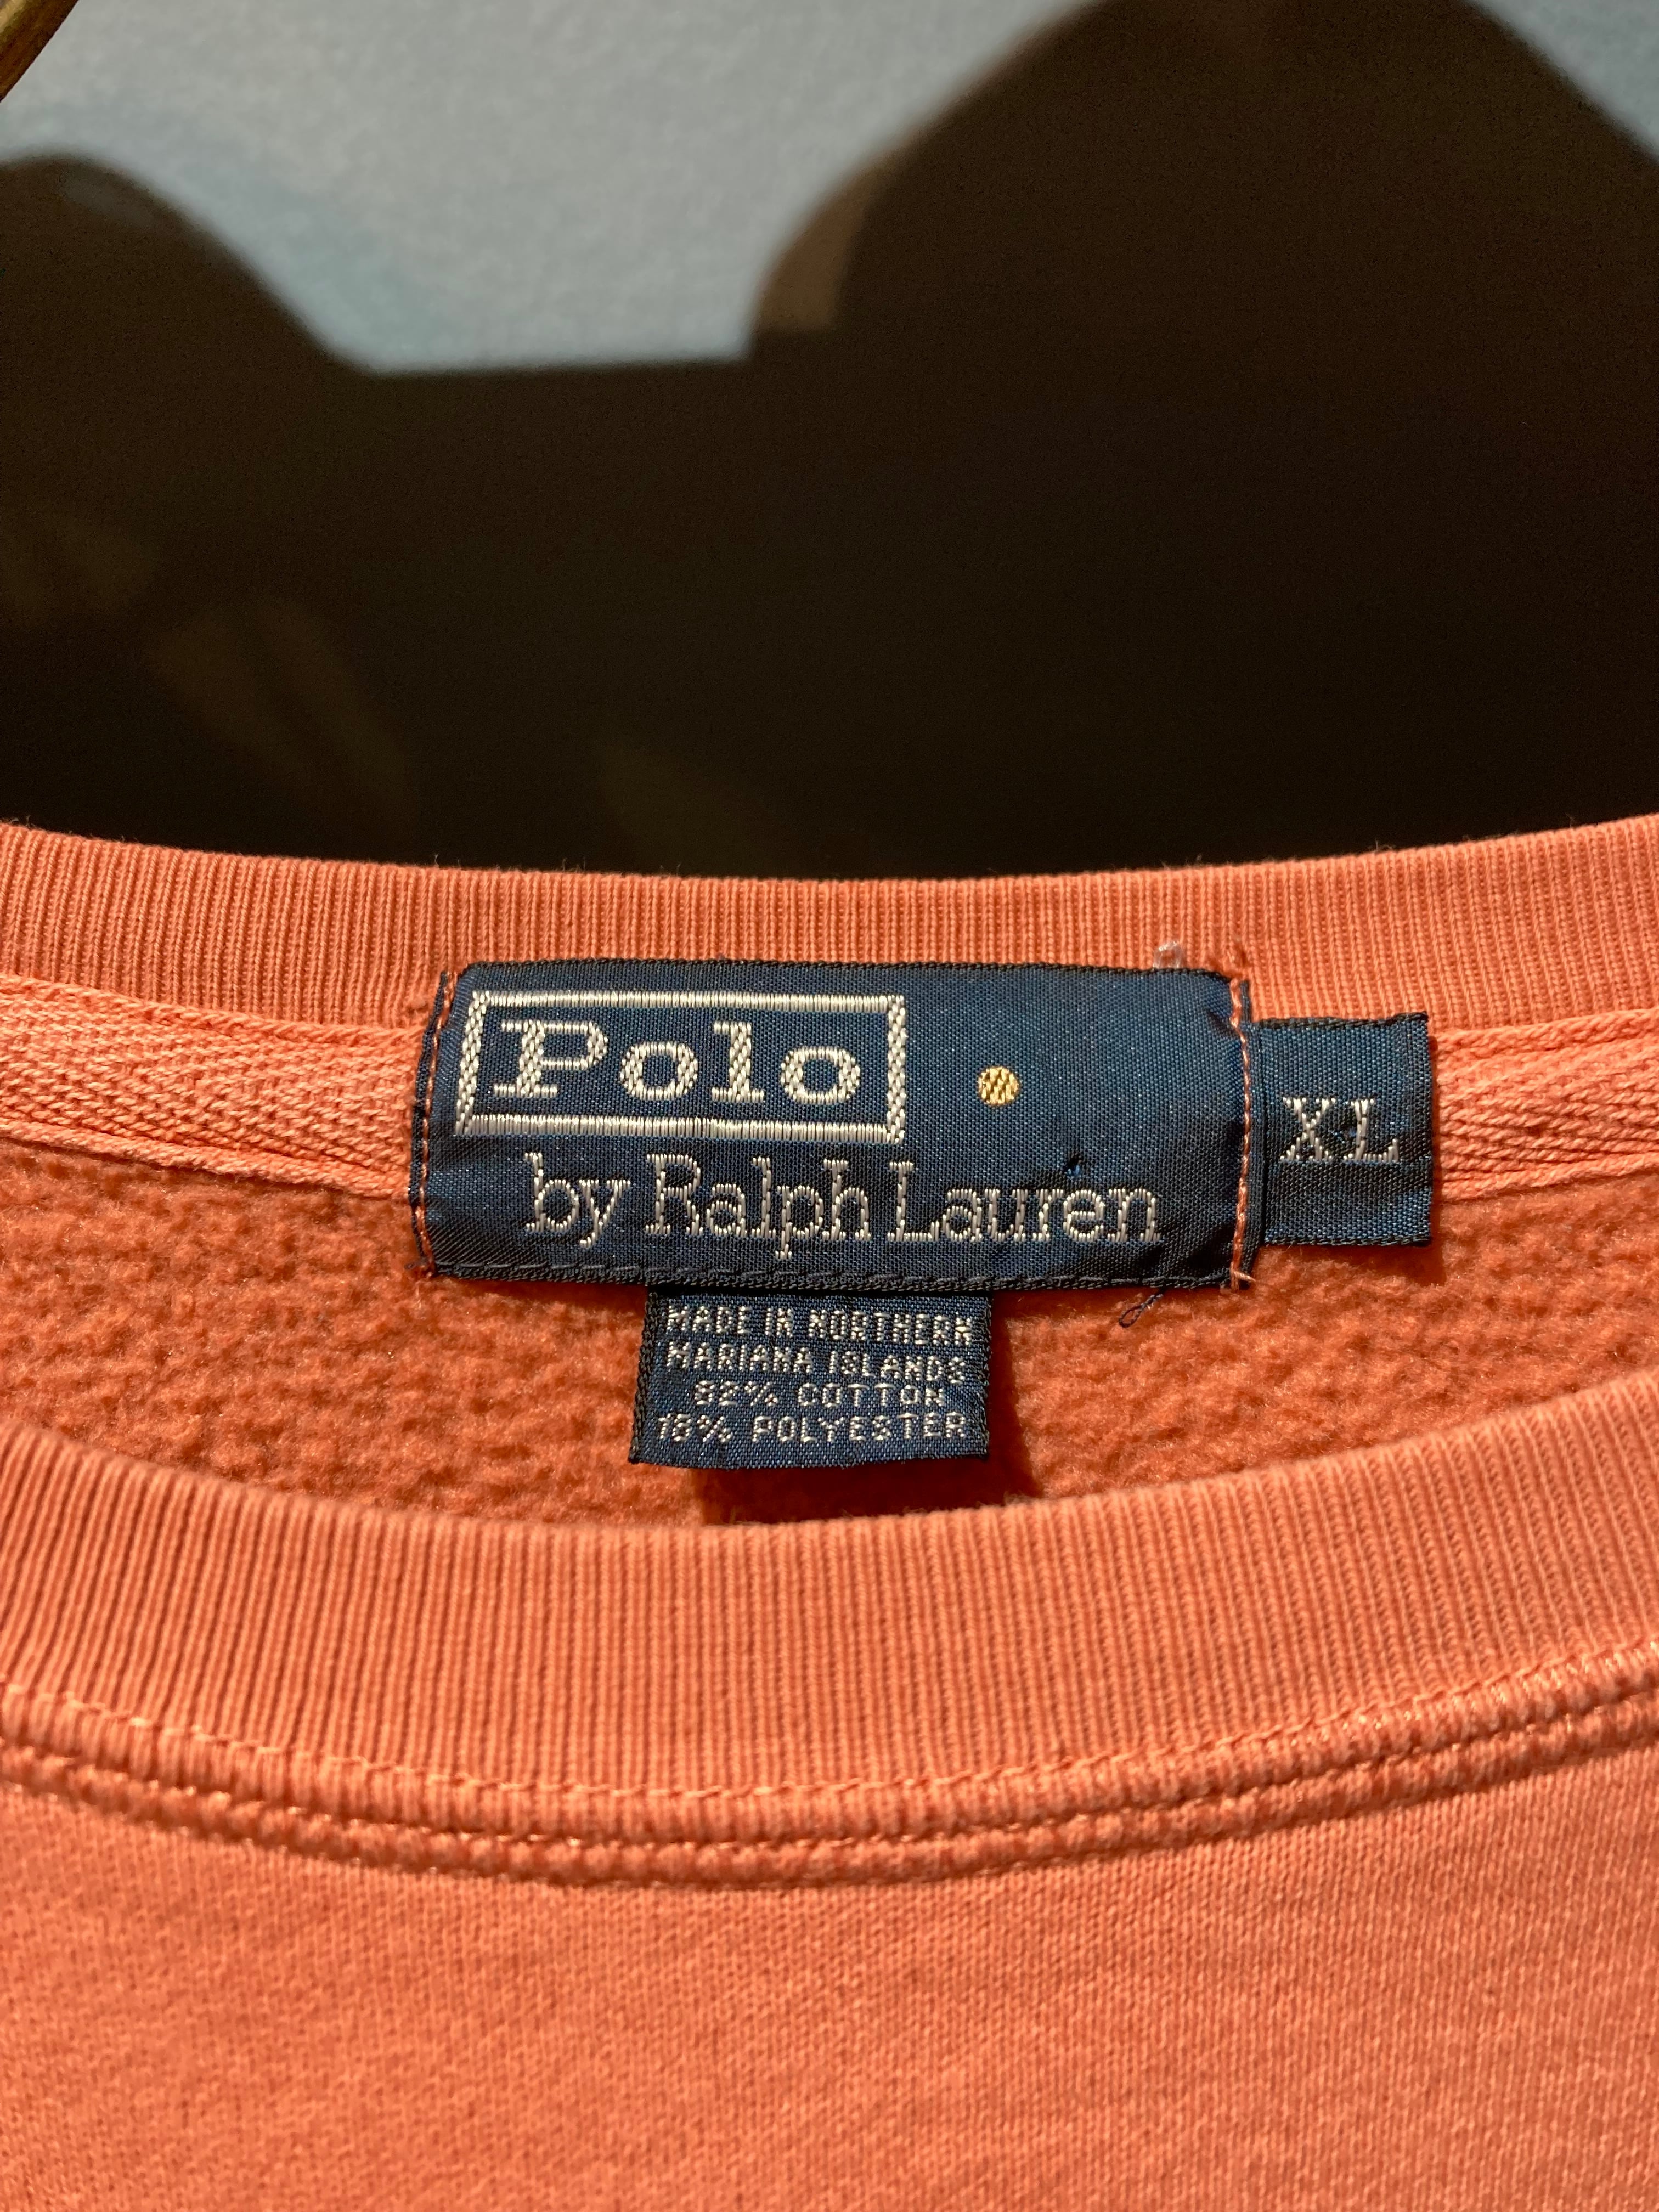 Polo
by Ralph Lauren
XL
MADE IN NORTHERN
MARIANA ISLANDS
82% COTTON
18% POLYESTER